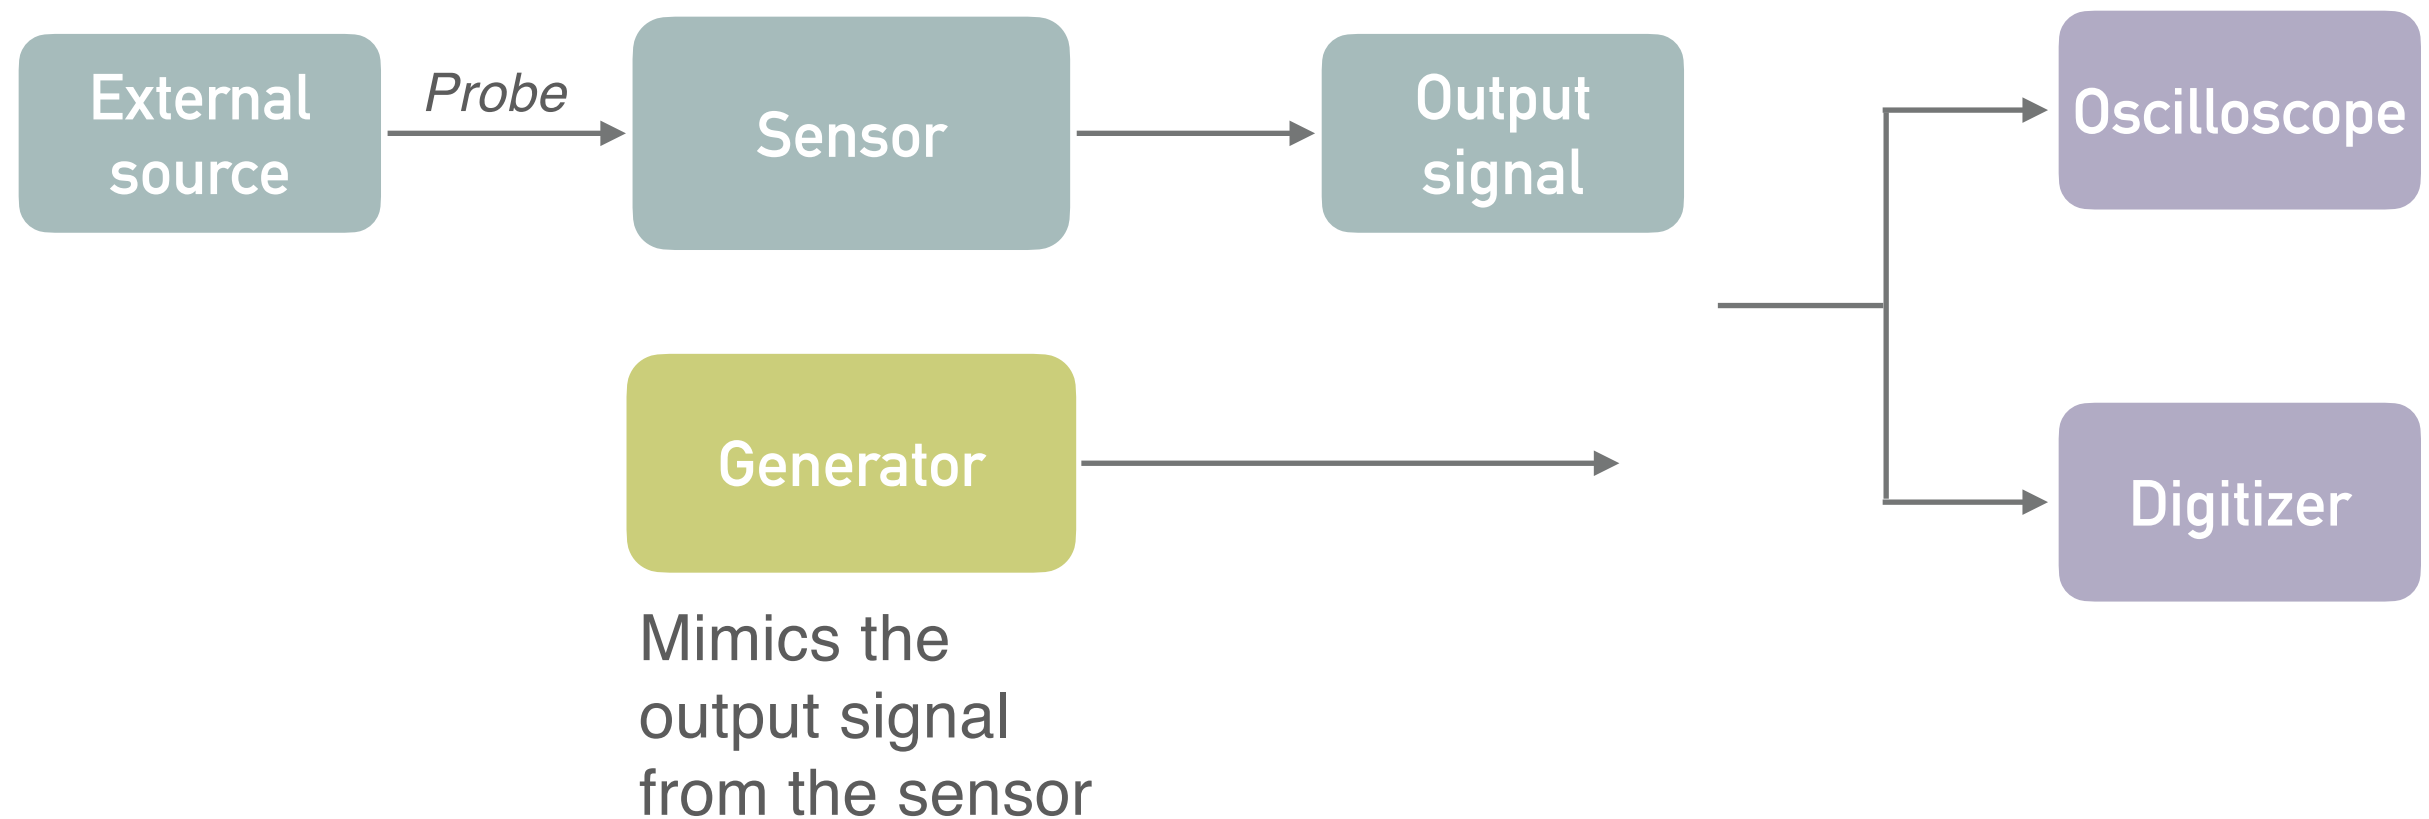 External
source
Probe
Sensor
Output
signal
Oscilloscope
Generator
Digitizer
Mimics the
output signal
from the sensor